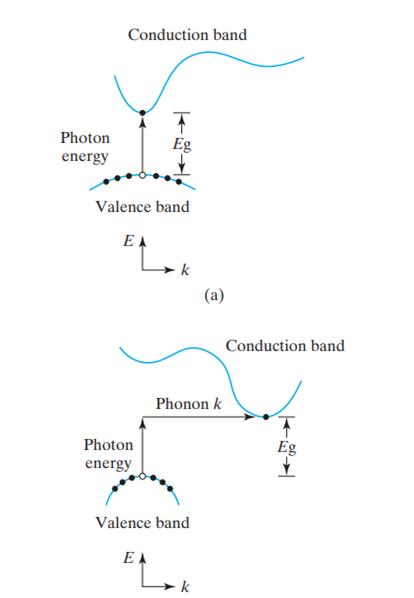 Conduction band
Photon
energy
Eg
Valence band
E
k
(a)
Conduction band
Phonon k
Photon
energy
Eg
Valence band
E
k